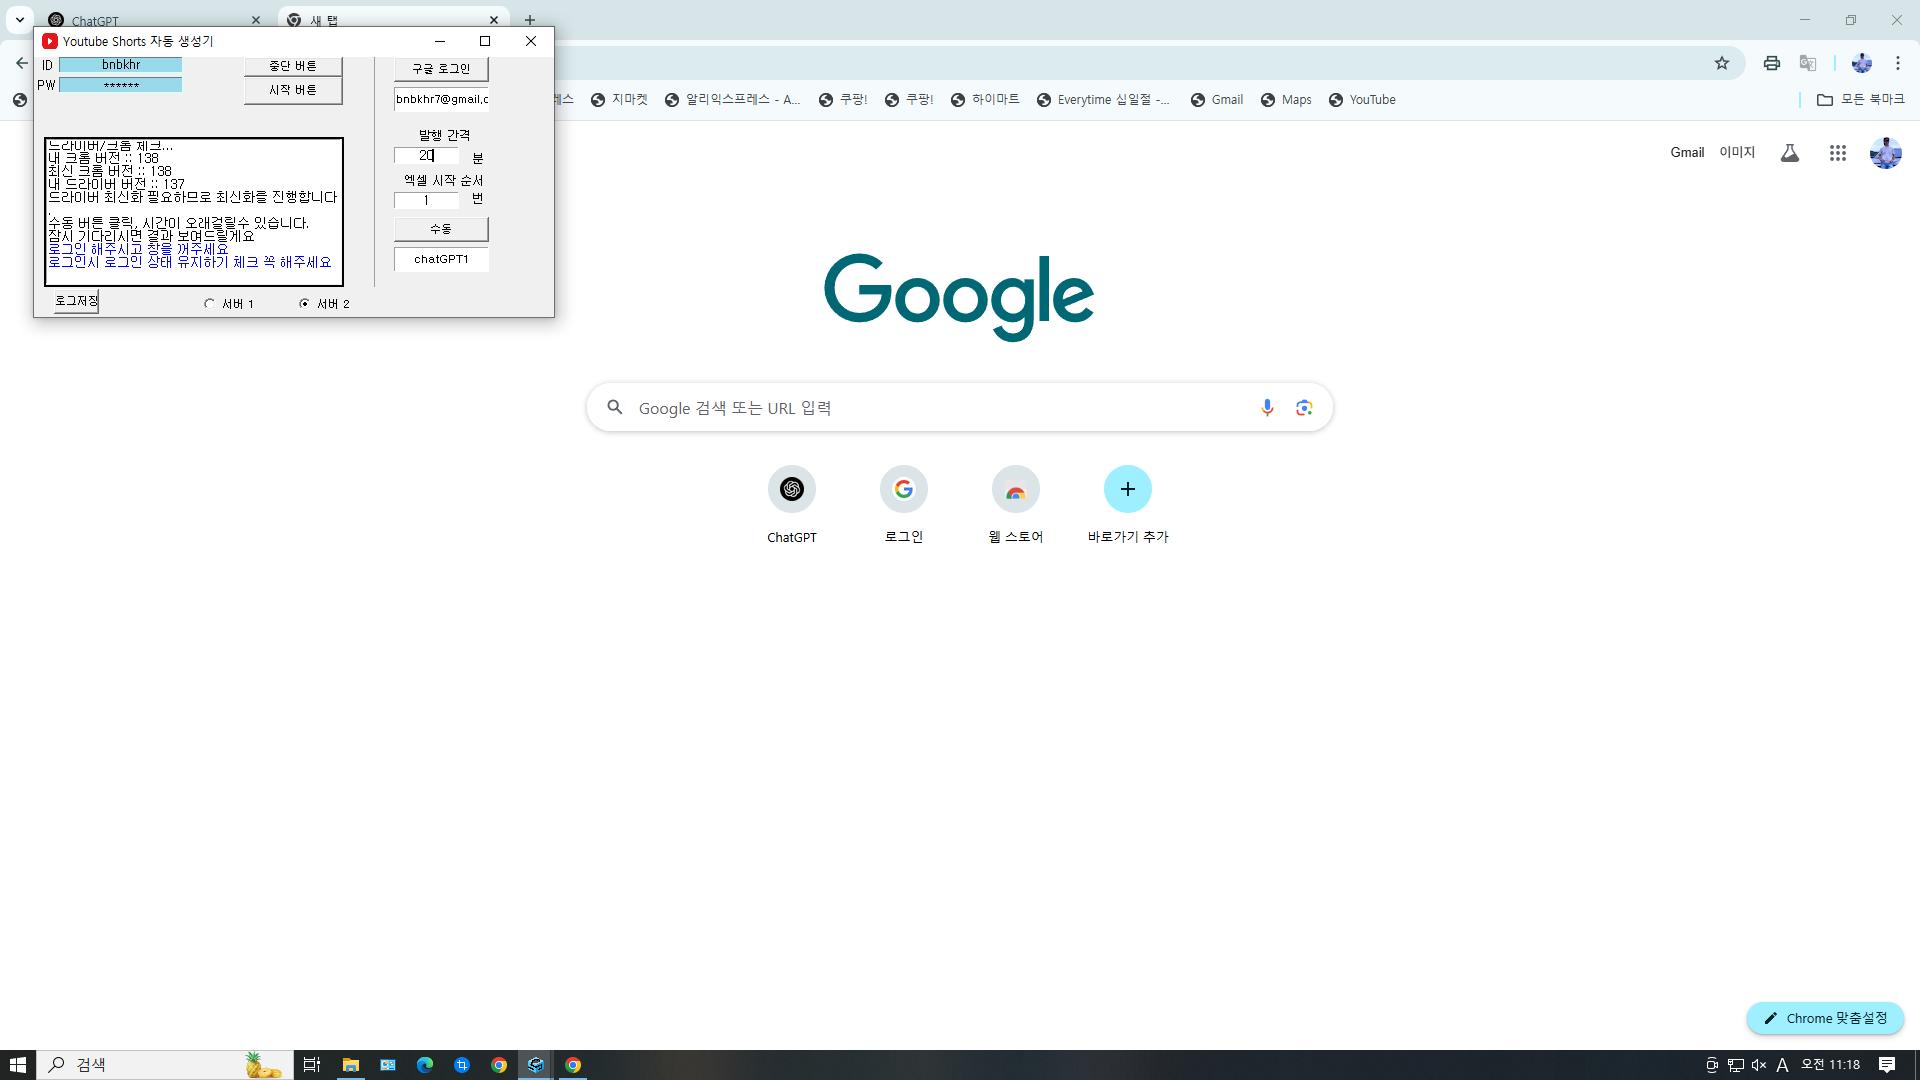 ChatGPT
새 탭
Youtube Shorts 자동 생성기
ID bnbkhr
PW ******
중단 버튼
시작 버튼
구글 로그인
bnbkhr7@gmail,c
발행 간격
20 분
엑셀 시작 순서
1 번
수동
chatGPT1
드라이버/크롬 체크...
내 크롬 버전 :: 138
최신 크롬 버전 :: 138
내 드라이버 버전 :: 137
드라이버 최신화 필요하므로 최신화를 진행합니다
.
수동 버튼 클릭, 시간이 오래걸릴수 있습니다.
잠시 기다리시면 결과 보여드릴게요
로그인 해주시고 창을 꺼주세요
로그인시 로그인 상태 유지하기 체크 꼭 해주세요
로그저장
서버 1
서버 2
레스
지마켓
알리익스프레스 - A...
쿠팡!
쿠팡!
하이마트
Everytime 십일절 -...
Gmail
Maps
YouTube
모든 북마크
Gmail
이미지
Google
Google 검색 또는 URL 입력
ChatGPT
로그인
웹 스토어
바로가기 추가
Chrome 맞춤설정
검색
A
오전 11:18